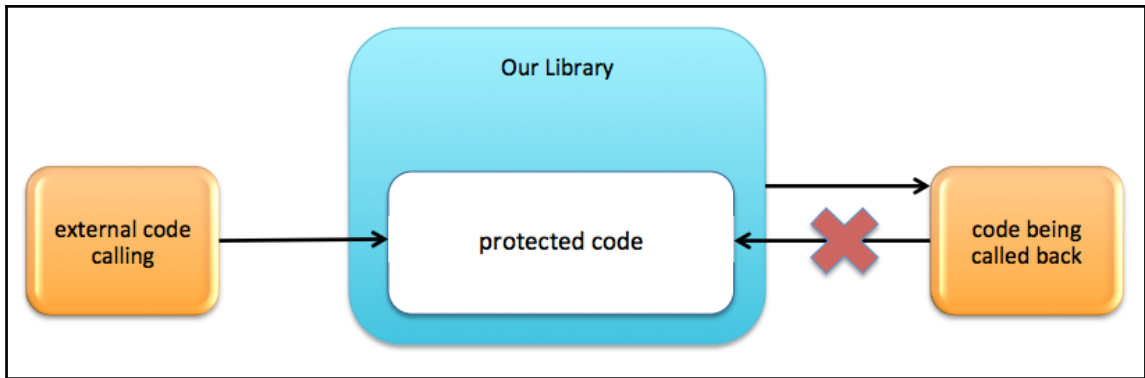 Our Library
external code
calling
protected code
code being
called back